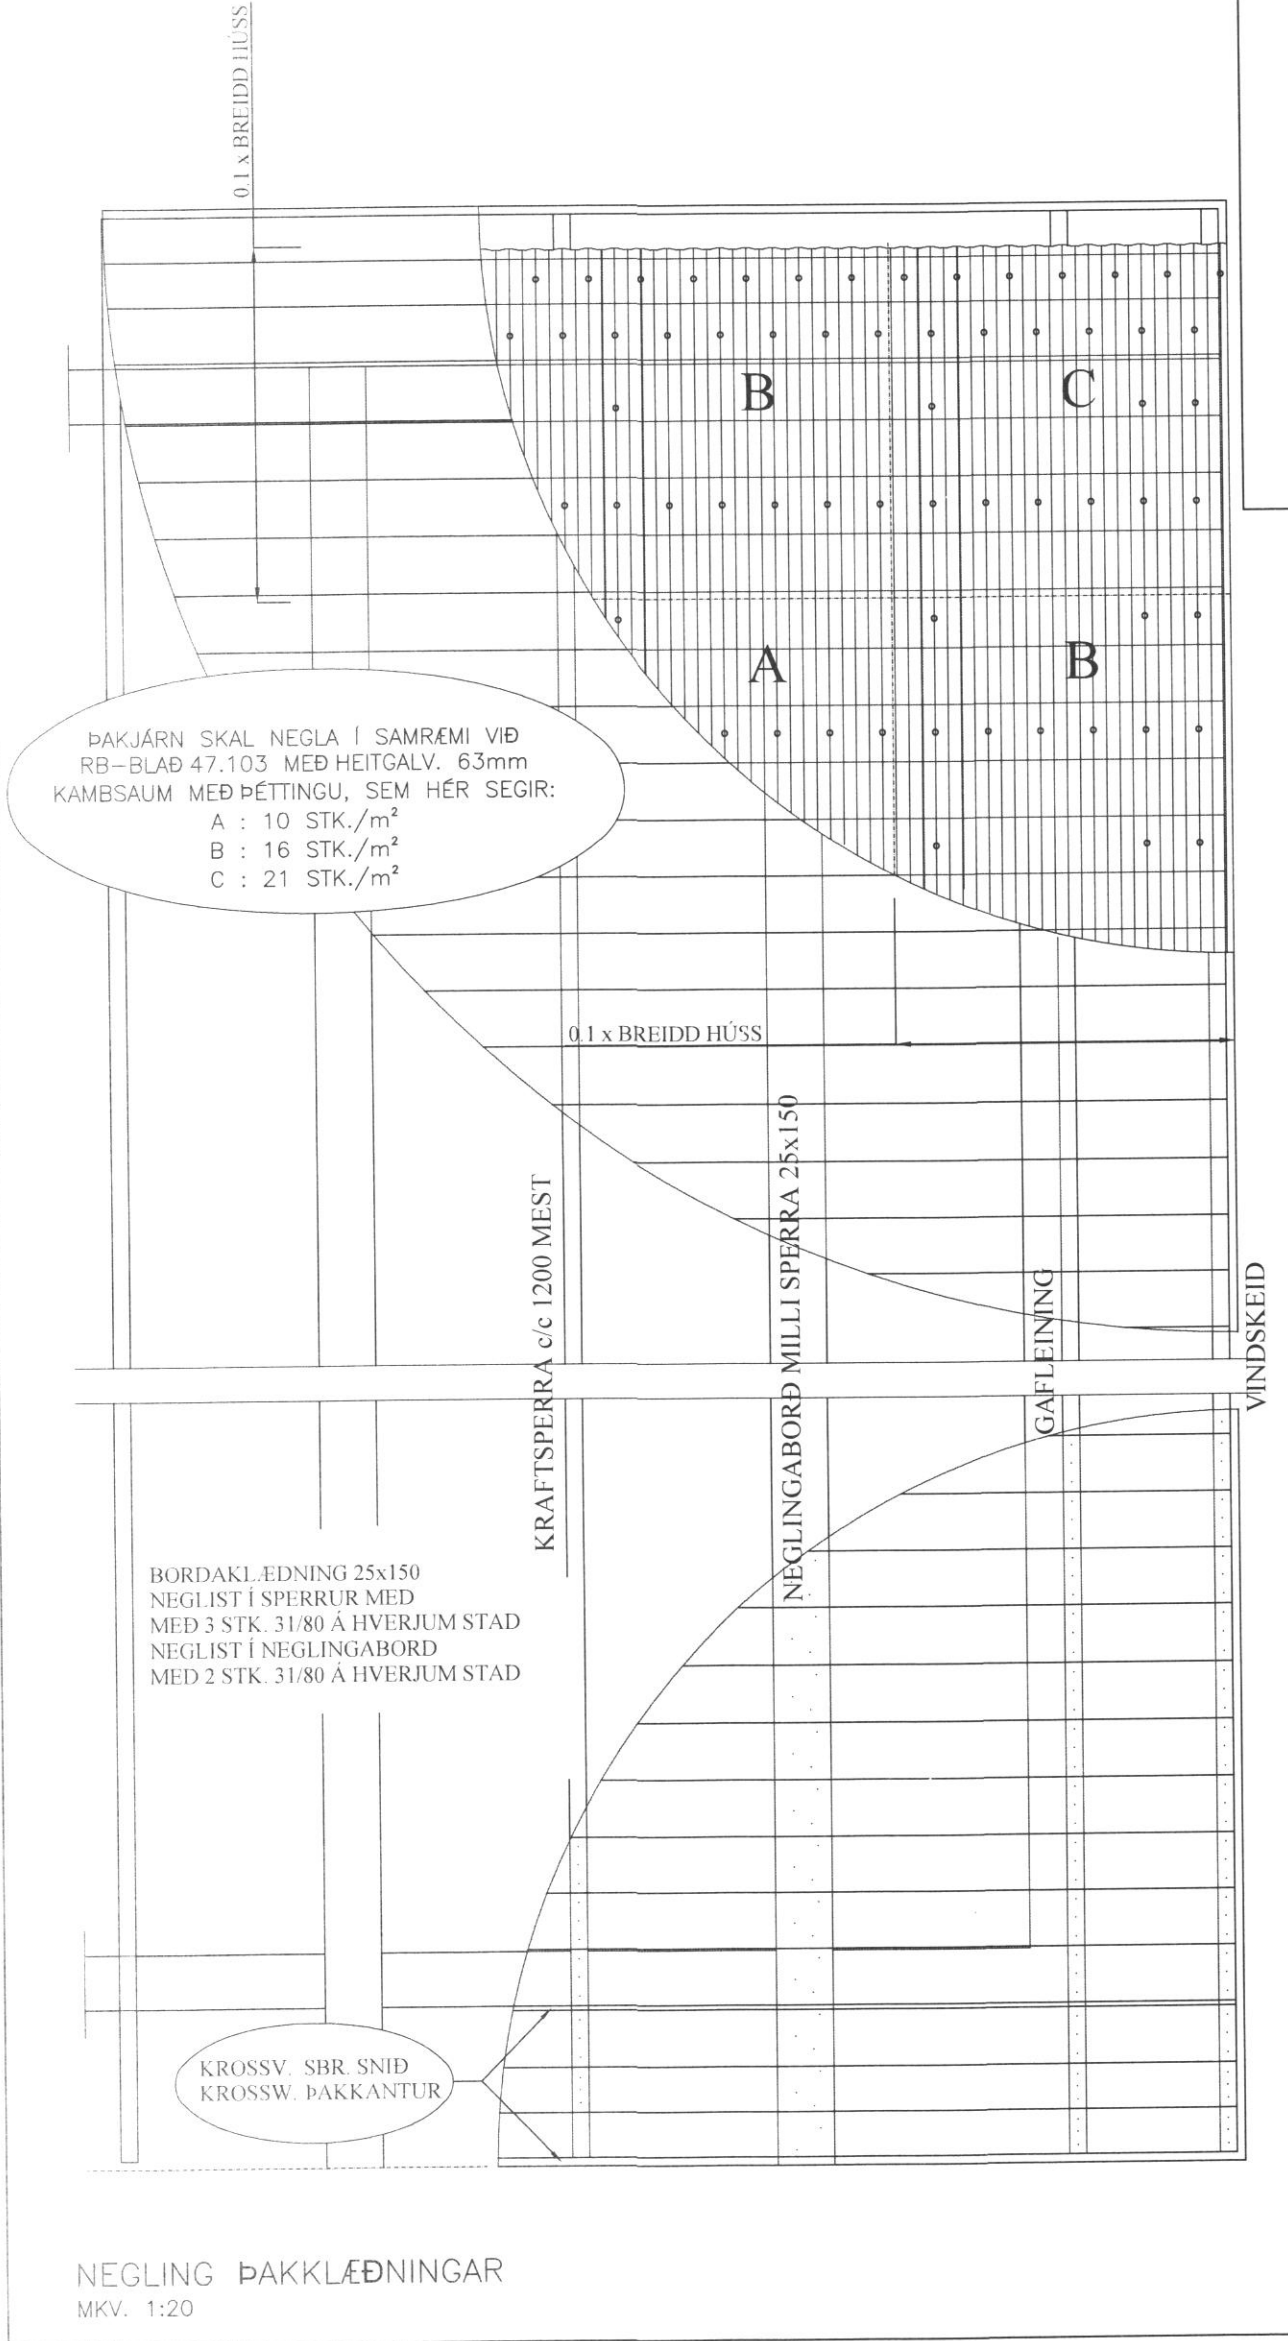 0.1 x BREIDD HÚSS
B
C
A
B
ÞAKJÁRN SKAL NEGLA Í SAMRÆMI VIÐ
RB-BLAÐ 47.103 MEÐ HEITGALV. 63mm
KAMBSAUM MEÐ ÞÉTTINGU, SEM HÉR SEGIR:
A : 10 STK./m²
B : 16 STK./m²
C : 21 STK./m²
0.1 x BREIDD HÚSS
KRAFTSPERRA c/c 1200 MEST
NEGLINGABORÐ MILLI SPERRA 25x150
GAFLEINING
VINDSKEID
BORDAKLÆDNING 25x150
NEGLIST Í SPERRUR MED
MEÐ 3 STK. 31/80 Á HVERJUM STAD
NEGLIST Í NEGLINGABORD
MED 2 STK. 31/80 Á HVERJUM STAD
KROSSV. SBR. SNIÐ
KROSSW. ÞAKKANTUR
NEGLING ÞAKKLÆÐNINGAR
MKV. 1:20